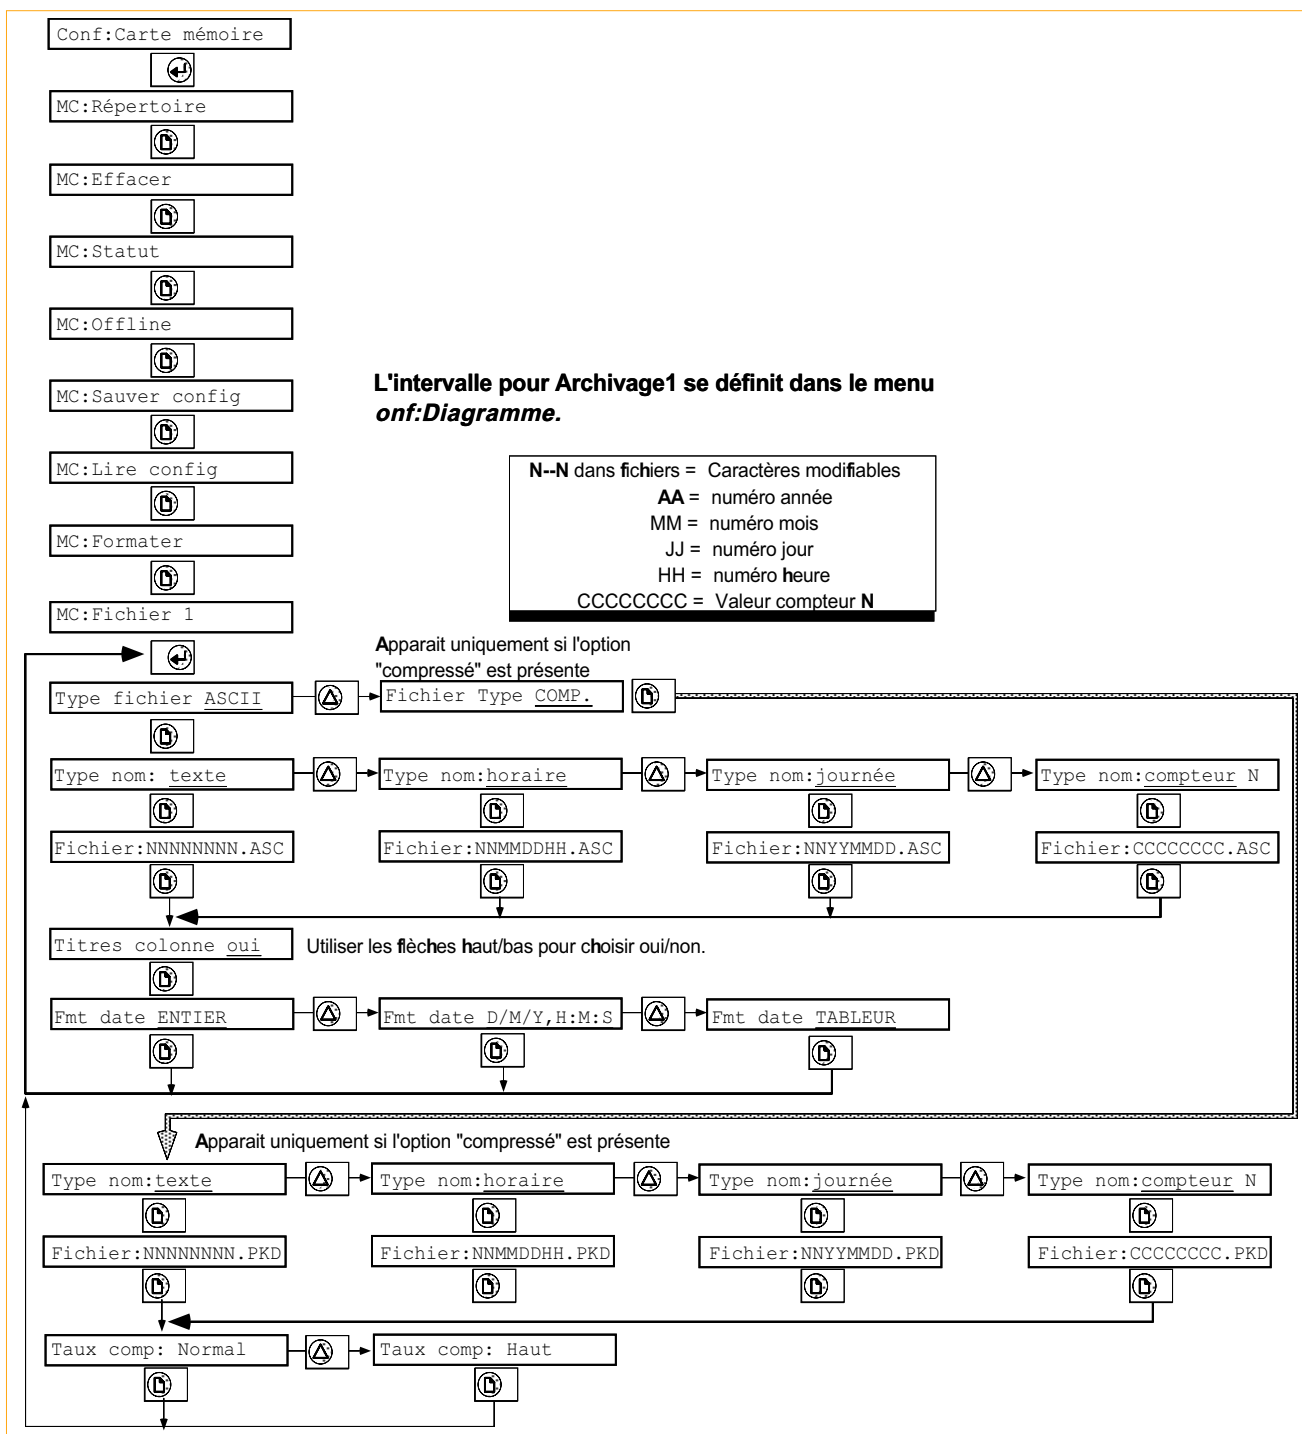 Conf:Carte mémoire
MC:Répertoire
MC:Effacer
MC:Statut
MC:Offline
MC:Sauver config
MC:Lire config
MC:Formater
MC:Fichier 1
L'intervalle pour Archivage1 se définit dans le menu
onf:Diagramme.
N--N dans fichiers = Caractères modifiables
AA = numéro année
MM = numéro mois
JJ = numéro jour
HH = numéro heure
CCCCCCCC = Valeur compteur N
Apparait uniquement si l'option
"compressé" est présente
Type fichier ASCII
Fichier Type COMP.
Type nom: texte
Type nom:horaire
Type nom:journée
Type nom:compteur N
Fichier:NNNNNNNN.ASC
Fichier:NNMMDDHH.ASC
Fichier:NNYYMMDD.ASC
Fichier:CCCCCCCC.ASC
Titres colonne oui
Utiliser les flèches haut/bas pour choisir oui/non.
Fmt date ENTIER
Fmt date D/M/Y,H:M:S
Fmt date TABLEUR
Apparait uniquement si l'option "compressé" est présente
Type nom:texte
Type nom:horaire
Type nom:journée
Type nom:compteur N
Fichier:NNNNNNNN.PKD
Fichier:NNMMDDHH.PKD
Fichier:NNYYMMDD.PKD
Fichier:CCCCCCCC.PKD
Taux comp: Normal
Taux comp: Haut